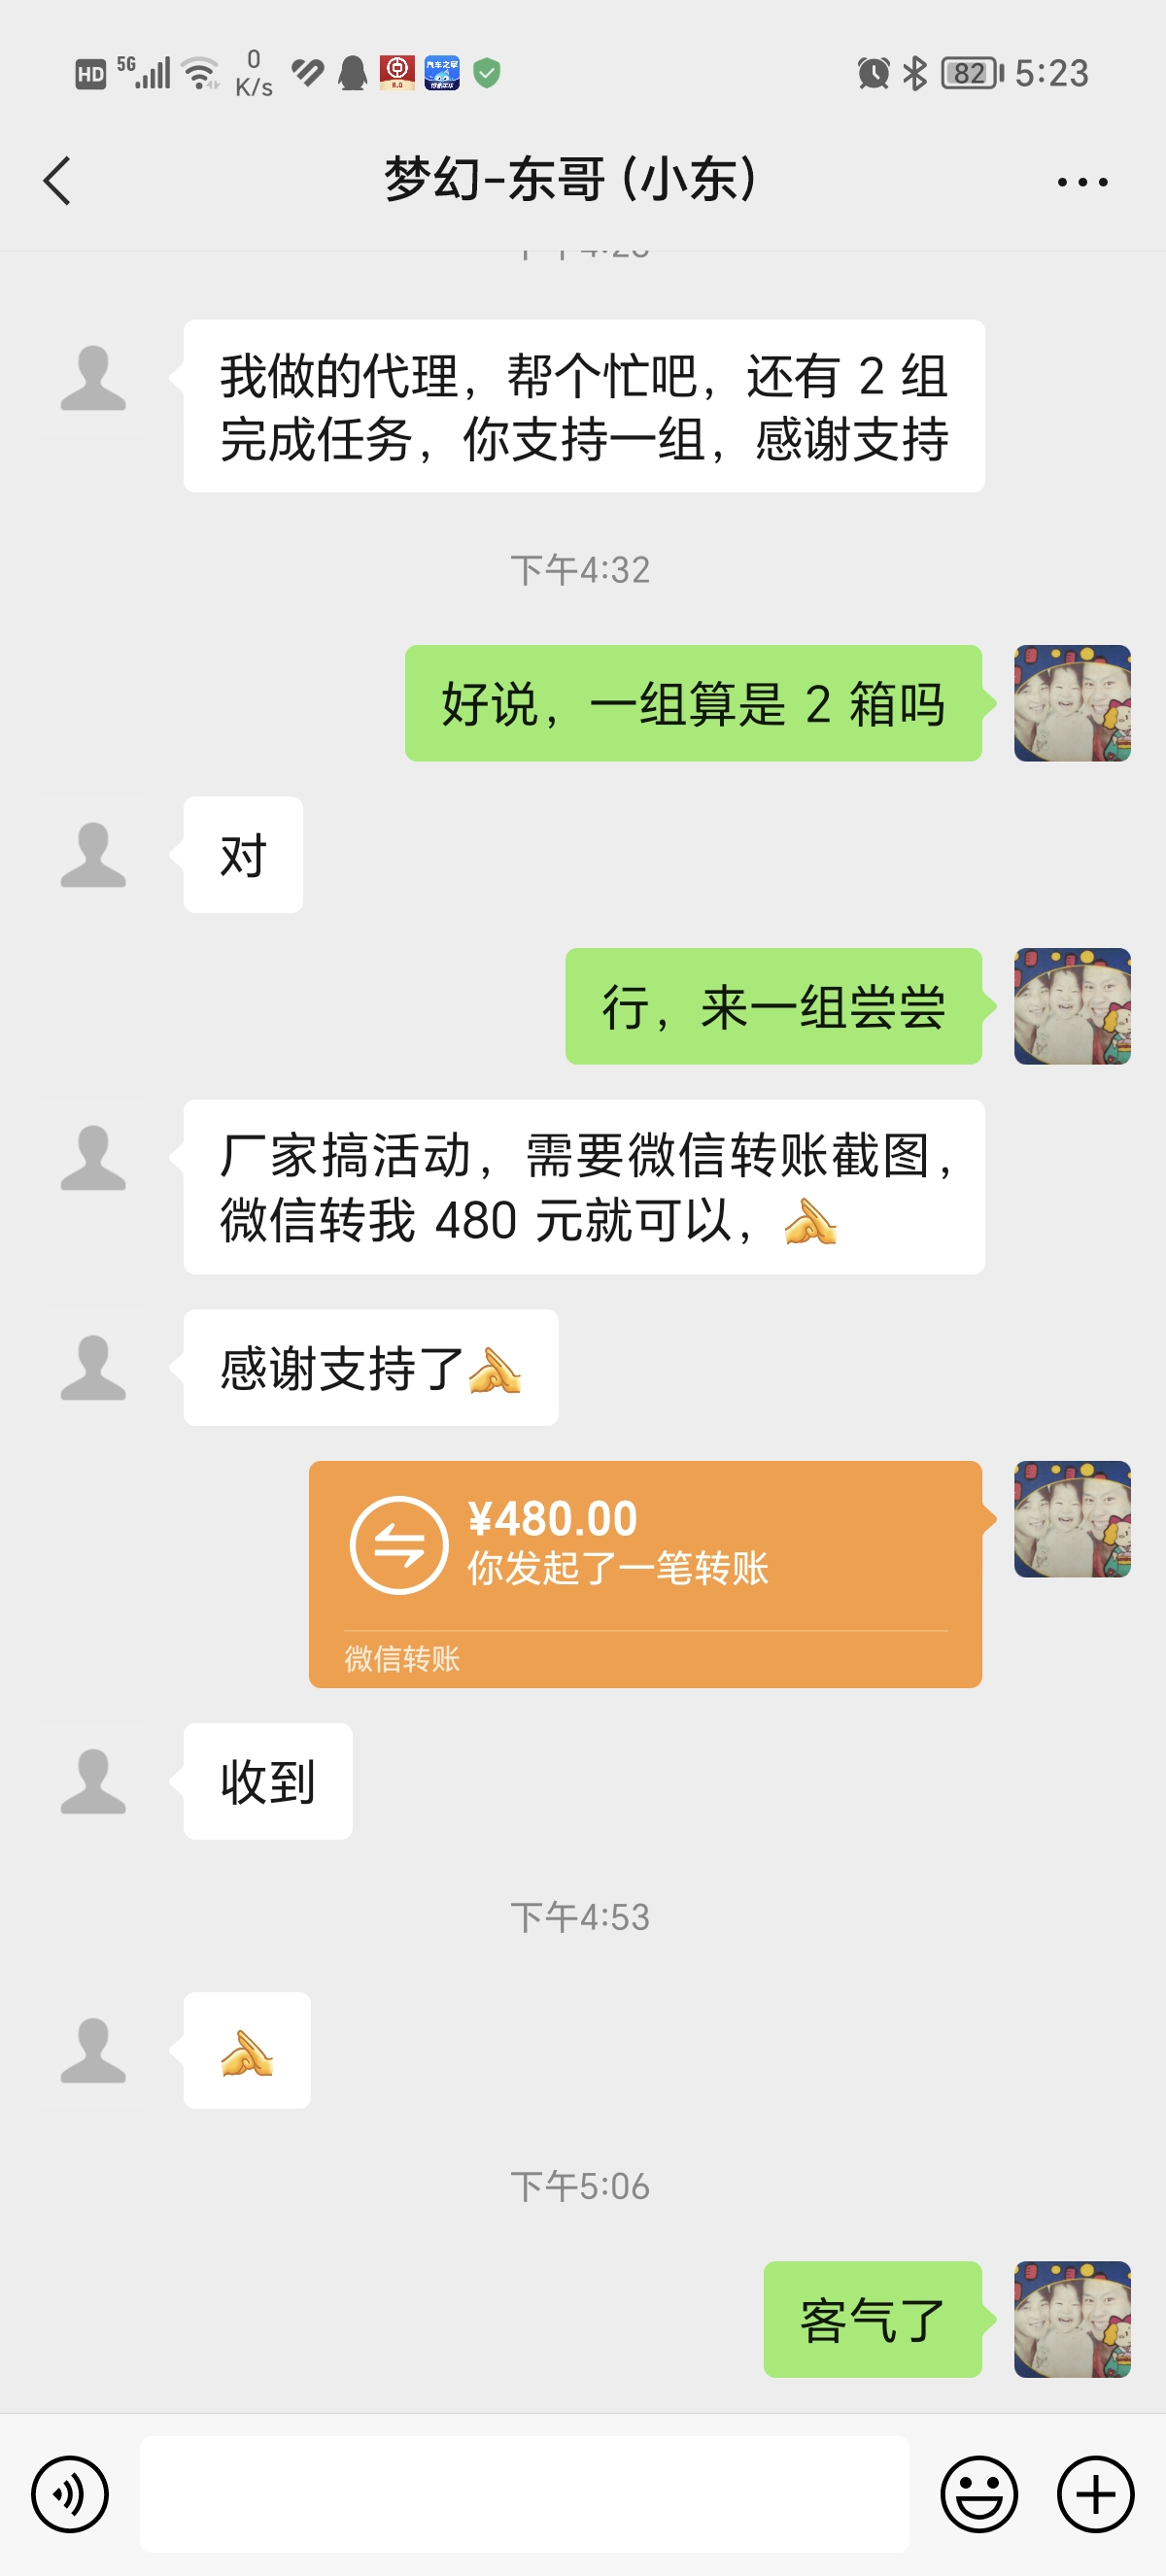 HD 5G 0 K/s 82 5:23
梦幻-东哥 (小东)
我做的代理，帮个忙吧，还有 2 组
完成任务，你支持一组，感谢支持
下午4:32
好说，一组算是 2 箱吗
对
行，来一组尝尝
厂家搞活动，需要微信转账截图，
微信转我 480 元就可以，
感谢支持了
¥480.00
你发起了一笔转账
微信转账
收到
下午4:53
下午5:06
客气了